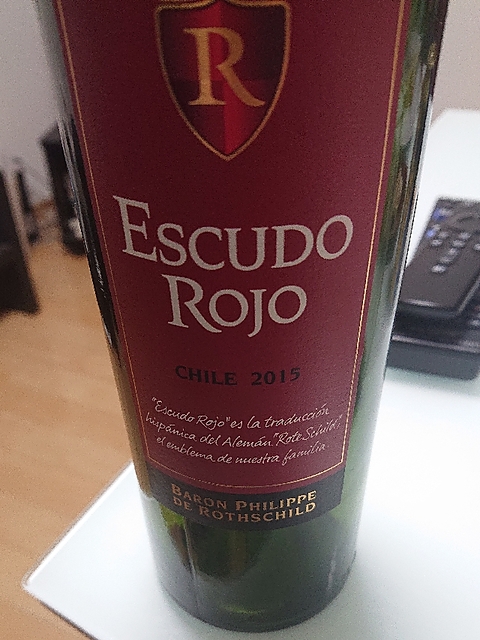 R
ESCUDO
ROJO
CHILE 2015
"Escudo Rojo" es la traducción
hispánica del Alemán "Rote Schild",
el emblema de nuestra familia
BARON PHILIPPE
DE ROTHSCHILD